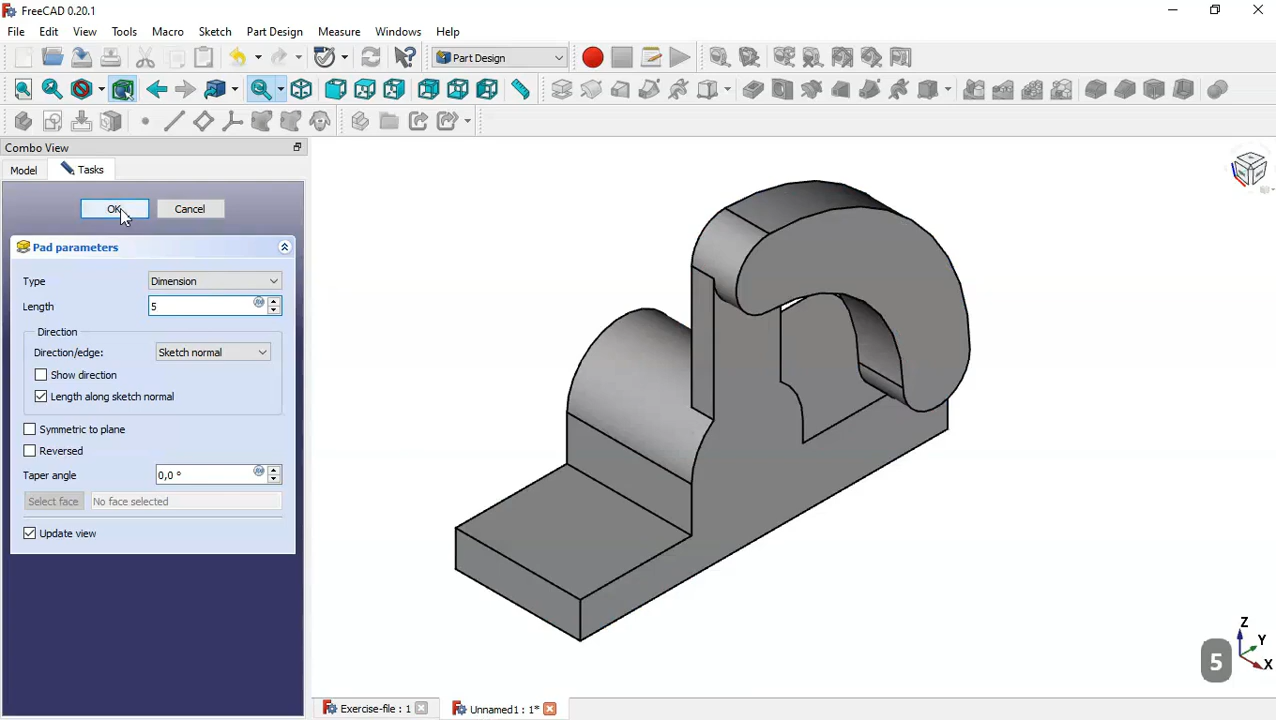 FreeCAD 0.20.1
File Edit View Tools Macro Sketch Part Design Measure Windows Help
Part Design
Combo View
Model Tasks
OK Cancel
Pad parameters
Type Dimension
Length 5
Direction
Direction/edge: Sketch normal
Show direction
Length along sketch normal
Symmetric to plane
Reversed
Taper angle 0,0 °
Select face No face selected
Update view
5
Z
Y
X
Exercise-file : 1 Unnamed1 : 1*